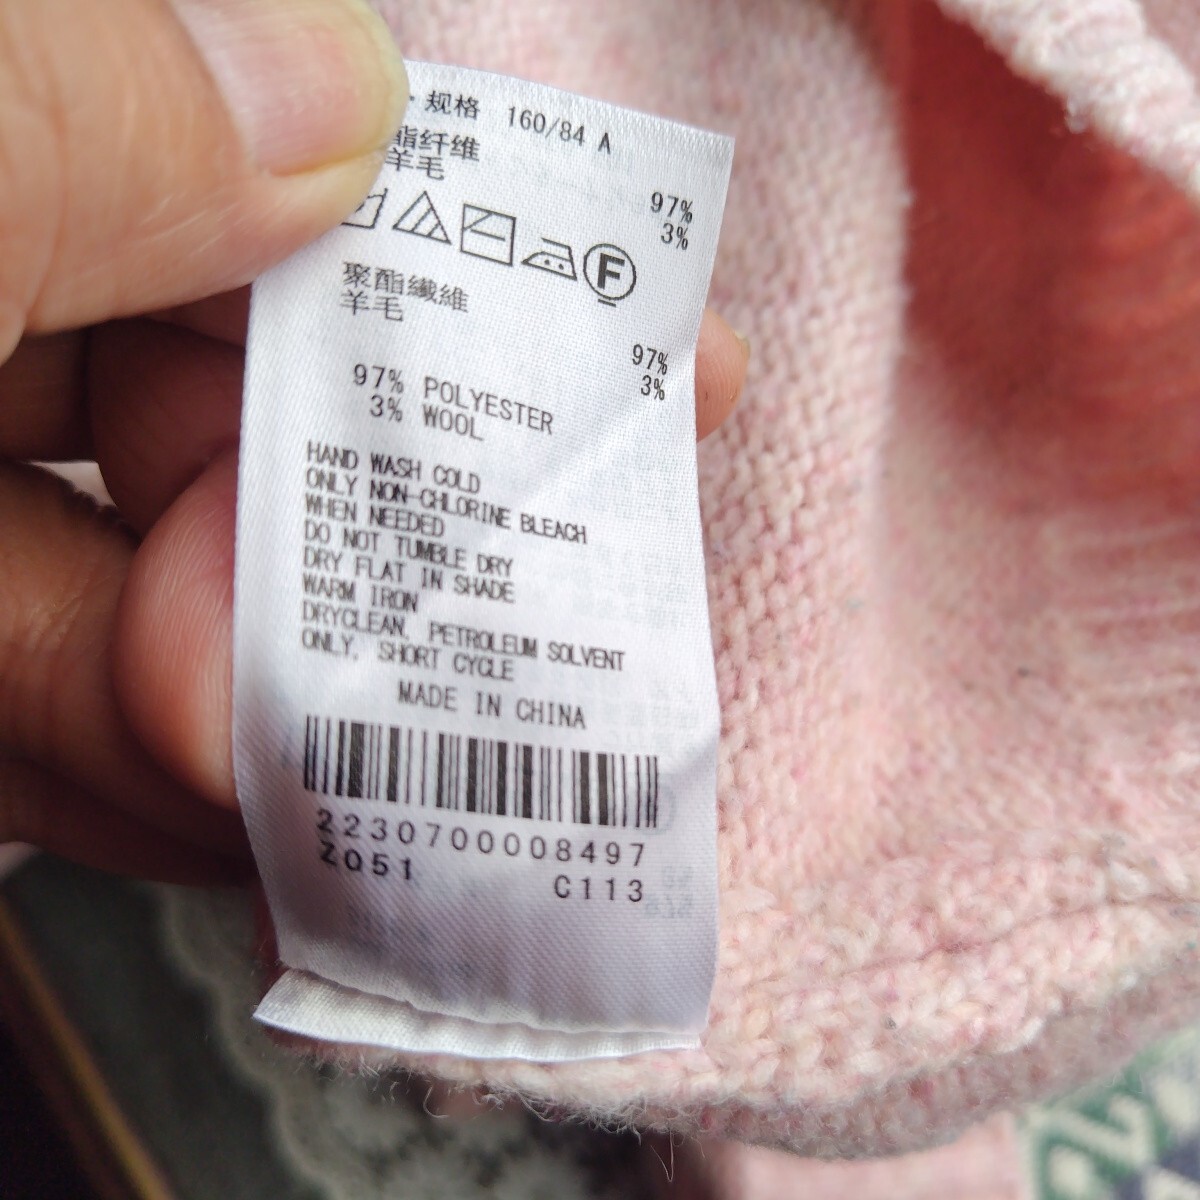 ·规格 160/84 A
酯纤维 97%
羊毛 3%
F
聚酯纖維 97%
羊毛 3%
97% POLYESTER
3% WOOL
HAND WASH COLD
ONLY NON-CHLORINE BLEACH
WHEN NEEDED
DO NOT TUMBLE DRY
DRY FLAT IN SHADE
WARM IRON
DRYCLEAN, PETROLEUM SOLVENT
ONLY, SHORT CYCLE
MADE IN CHINA
2230700008497
Z051 C113